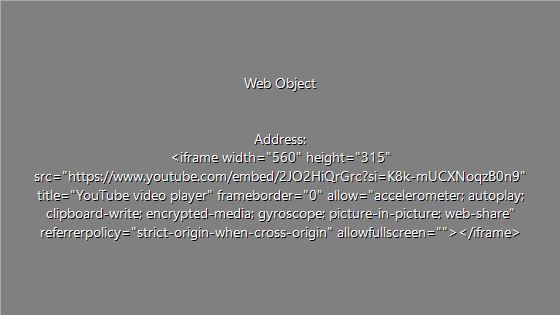 Web Object
Address:
<iframe width="560" height="315"
src="https://www.youtube.com/embed/2JO2HiQrGrc?si=K8k-mUCXNoqzB0n9"
title="YouTube video player" frameborder="0" allow="accelerometer; autoplay;
clipboard-write; encrypted-media; gyroscope; picture-in-picture; web-share"
referrerpolicy="strict-origin-when-cross-origin" allowfullscreen=""></iframe>